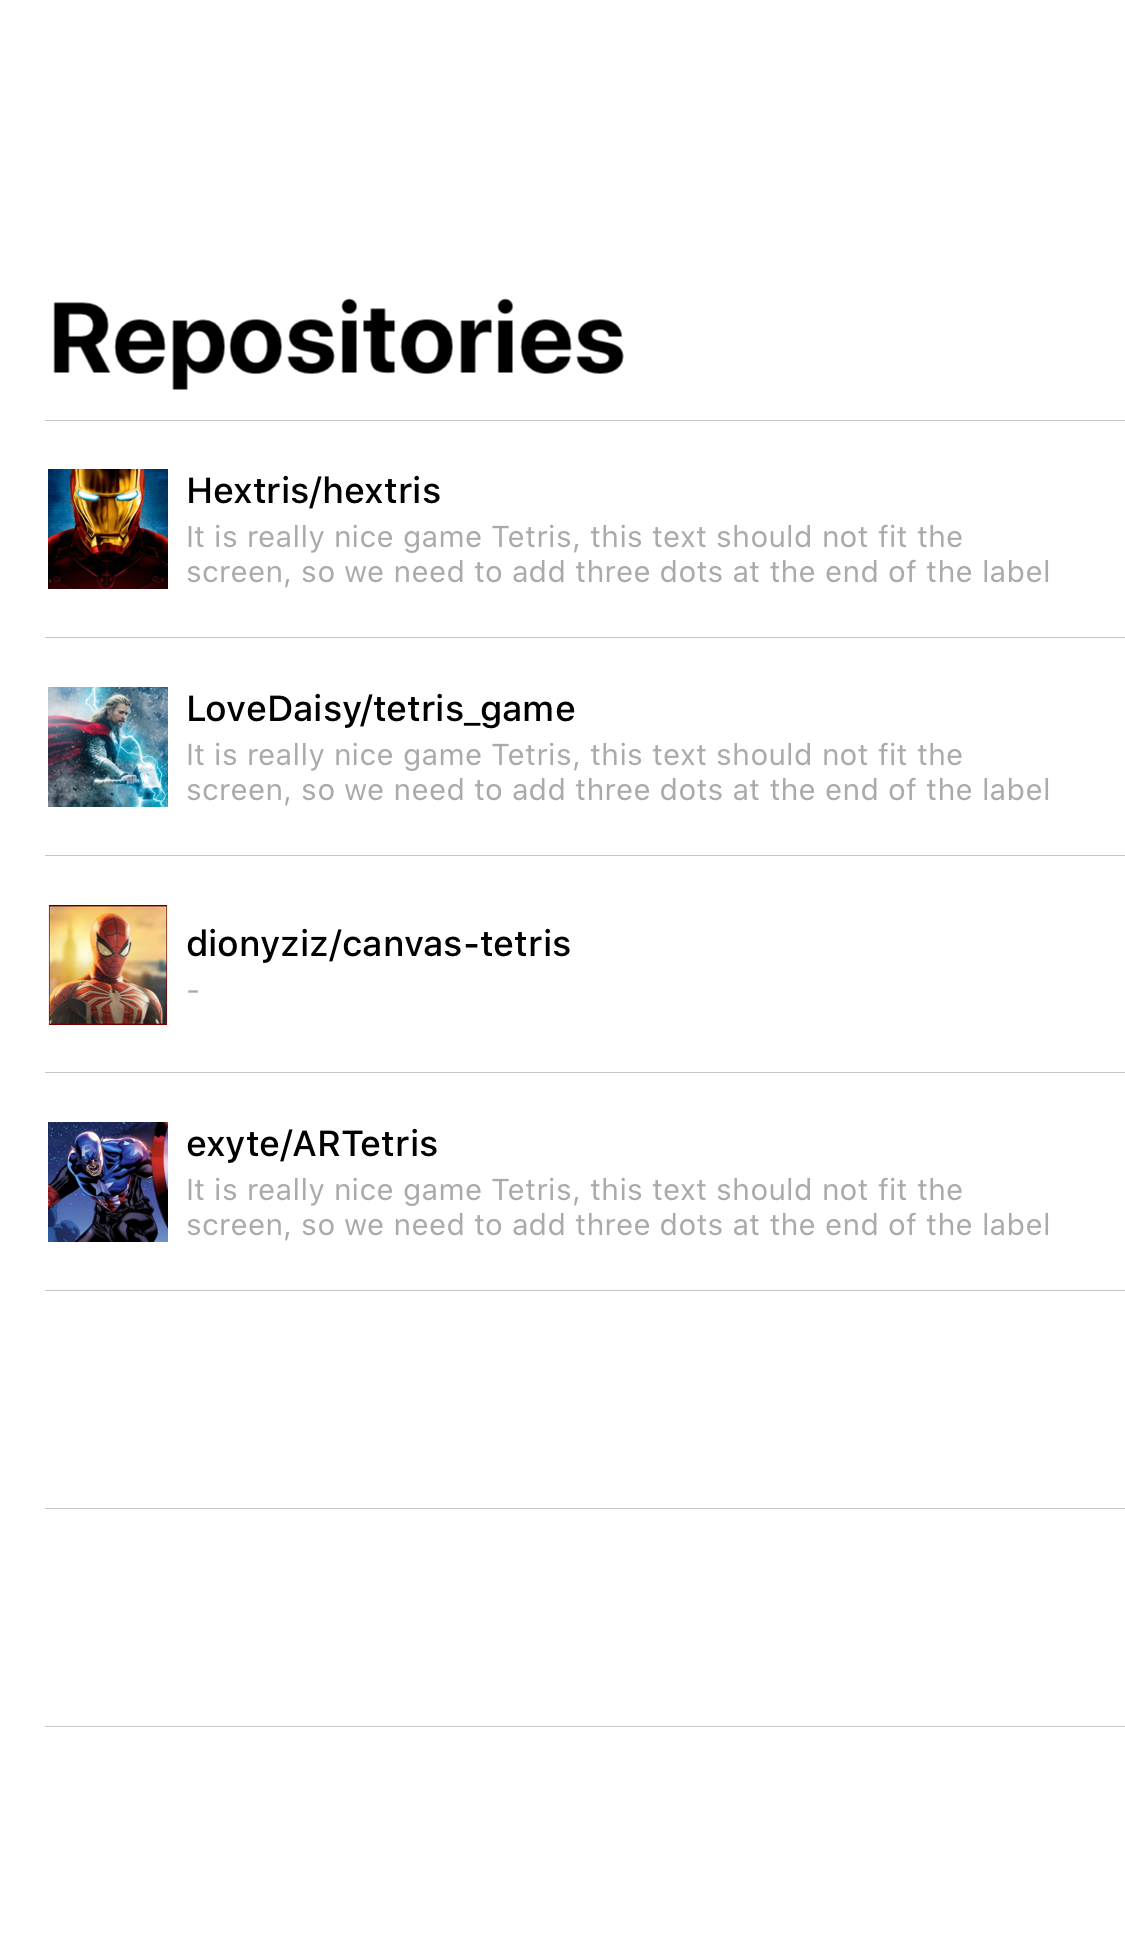 Repositories
Hextris/hextris
It is really nice game Tetris, this text should not fit the
screen, so we need to add three dots at the end of the label
LoveDaisy/tetris_game
It is really nice game Tetris, this text should not fit the
screen, so we need to add three dots at the end of the label
dionyziz/canvas-tetris
-
exyte/ARTetris
It is really nice game Tetris, this text should not fit the
screen, so we need to add three dots at the end of the label